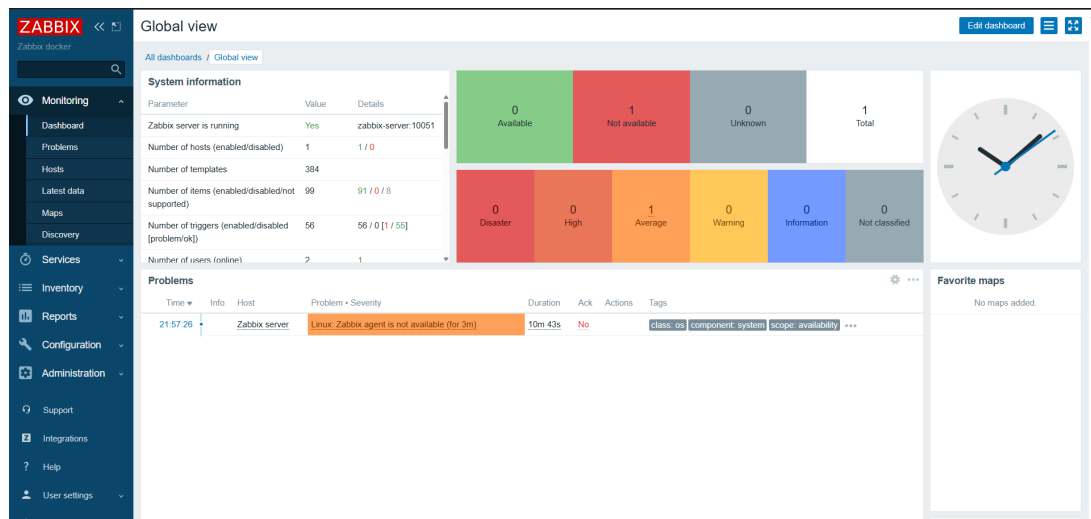 ZABBIX
Zabbix docker
Monitoring
Dashboard
Problems
Hosts
Latest data
Maps
Discovery
Services
Inventory
Reports
Configuration
Administration
Support
Z Integrations
? Help
User settings
Global view
Edit dashboard
All dashboards / Global view
System information
Parameter Value Details
Zabbix server is running Yes zabbix-server:10051
Number of hosts (enabled/disabled) 1 1 / 0
Number of templates 384
Number of items (enabled/disabled/not 99 91 / 0 / 8
supported)
Number of triggers (enabled/disabled 56 56 / 0 [1 / 55]
[problem/ok])
Number of users (online) 2 1
0 1 0 1
Available Not available Unknown Total
0 0 1 0 0 0
Disaster High Average Warning Information Not classified
Problems
Time Info Host Problem • Severity Duration Ack Actions Tags
21:57:26 Zabbix server Linux: Zabbix agent is not available (for 3m) 10m 43s No class: os component: system scope: availability
Favorite maps
No maps added.